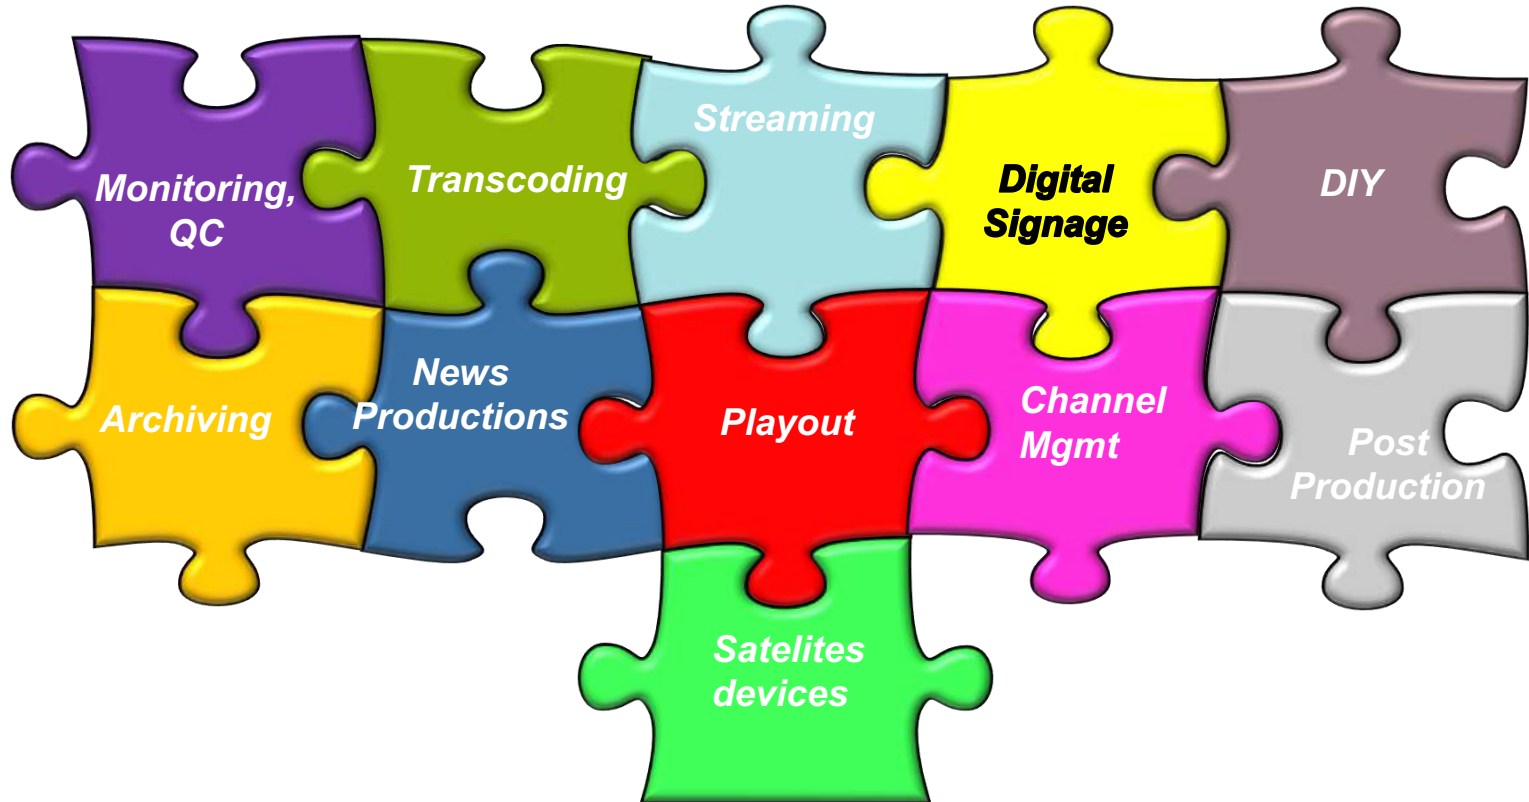 Monitoring,
QC
Transcoding
Streaming
Digital
Signage
DIY
Archiving
News
Productions
Playout
Channel
Mgmt
Post
Production
Satelites
devices